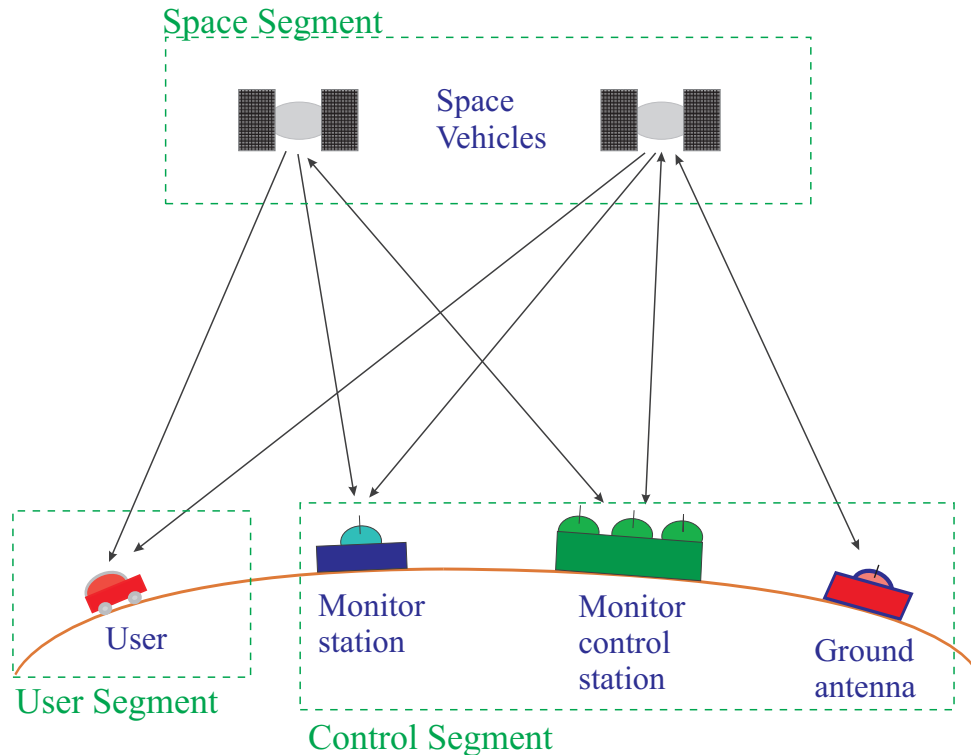 Space Segment
Space
Vehicles
User
User Segment
Monitor
station
Monitor
control
station
Ground
antenna
Control Segment